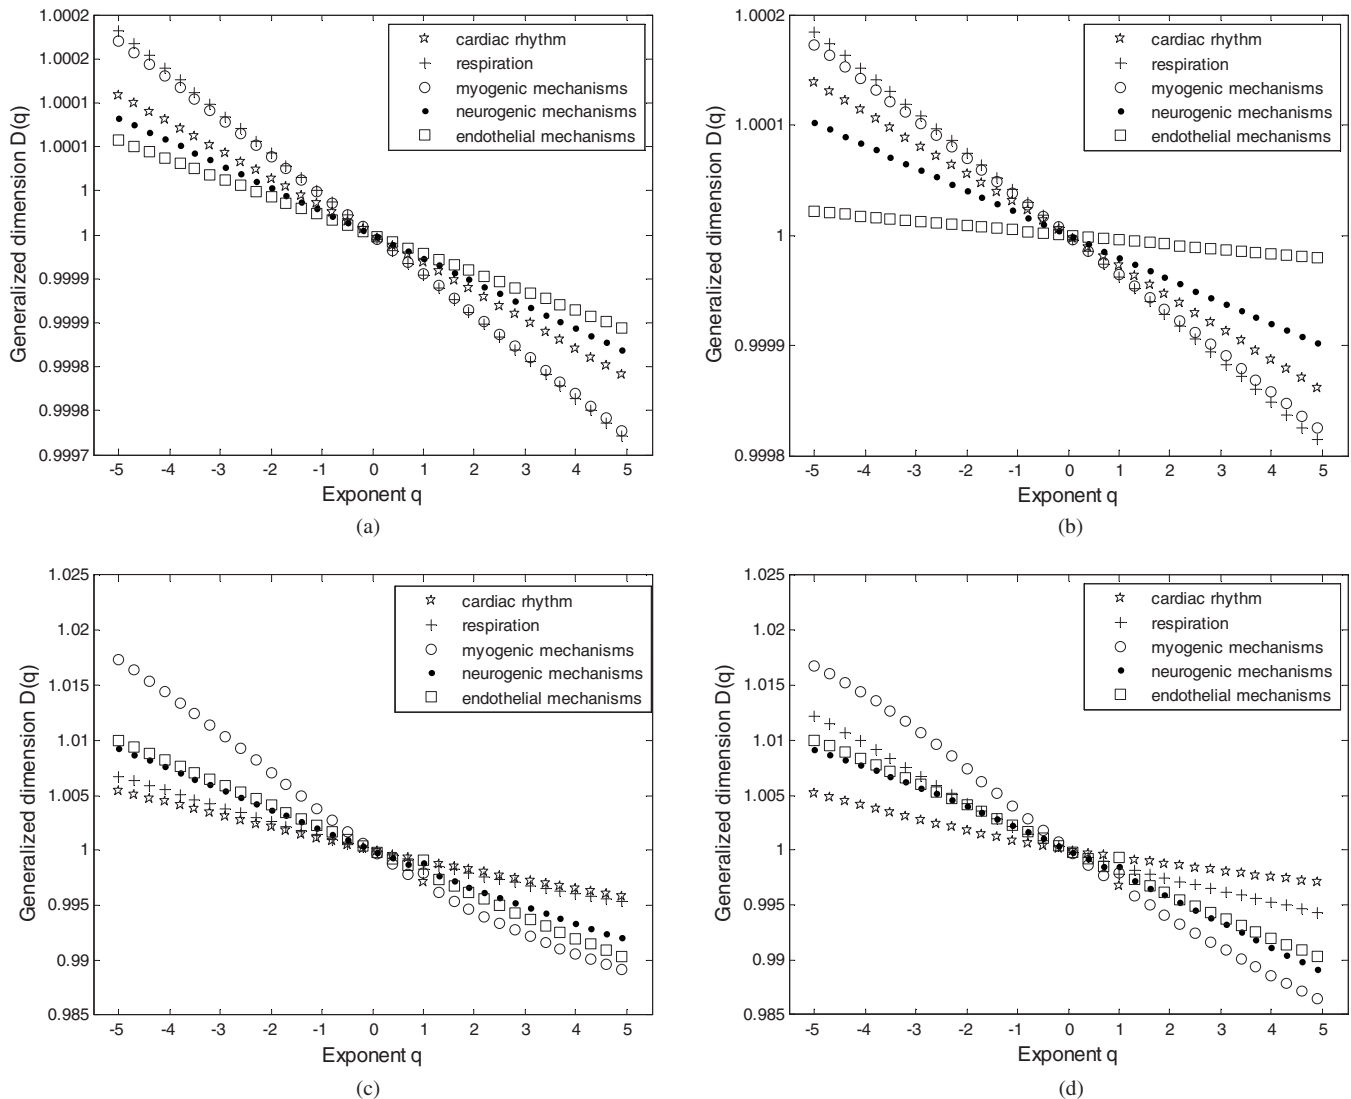 Generalized dimension D(q)
1.0002
1.0002
1.0001
1.0001
1
1
0.9999
0.9999
0.9998
0.9998
0.9997
cardiac rhythm
respiration
myogenic mechanisms
neurogenic mechanisms
endothelial mechanisms
-5 -4 -3 -2 -1 0 1 2 3 4 5
Exponent q
(a)
Generalized dimension D(q)
1.0002
1.0001
1
0.9999
0.9998
cardiac rhythm
respiration
myogenic mechanisms
neurogenic mechanisms
endothelial mechanisms
-5 -4 -3 -2 -1 0 1 2 3 4 5
Exponent q
(b)
Generalized dimension D(q)
1.025
1.02
1.015
1.01
1.005
1
0.995
0.99
0.985
cardiac rhythm
respiration
myogenic mechanisms
neurogenic mechanisms
endothelial mechanisms
-5 -4 -3 -2 -1 0 1 2 3 4 5
Exponent q
(c)
Generalized dimension D(q)
1.025
1.02
1.015
1.01
1.005
1
0.995
0.99
0.985
cardiac rhythm
respiration
myogenic mechanisms
neurogenic mechanisms
endothelial mechanisms
-5 -4 -3 -2 -1 0 1 2 3 4 5
Exponent q
(d)